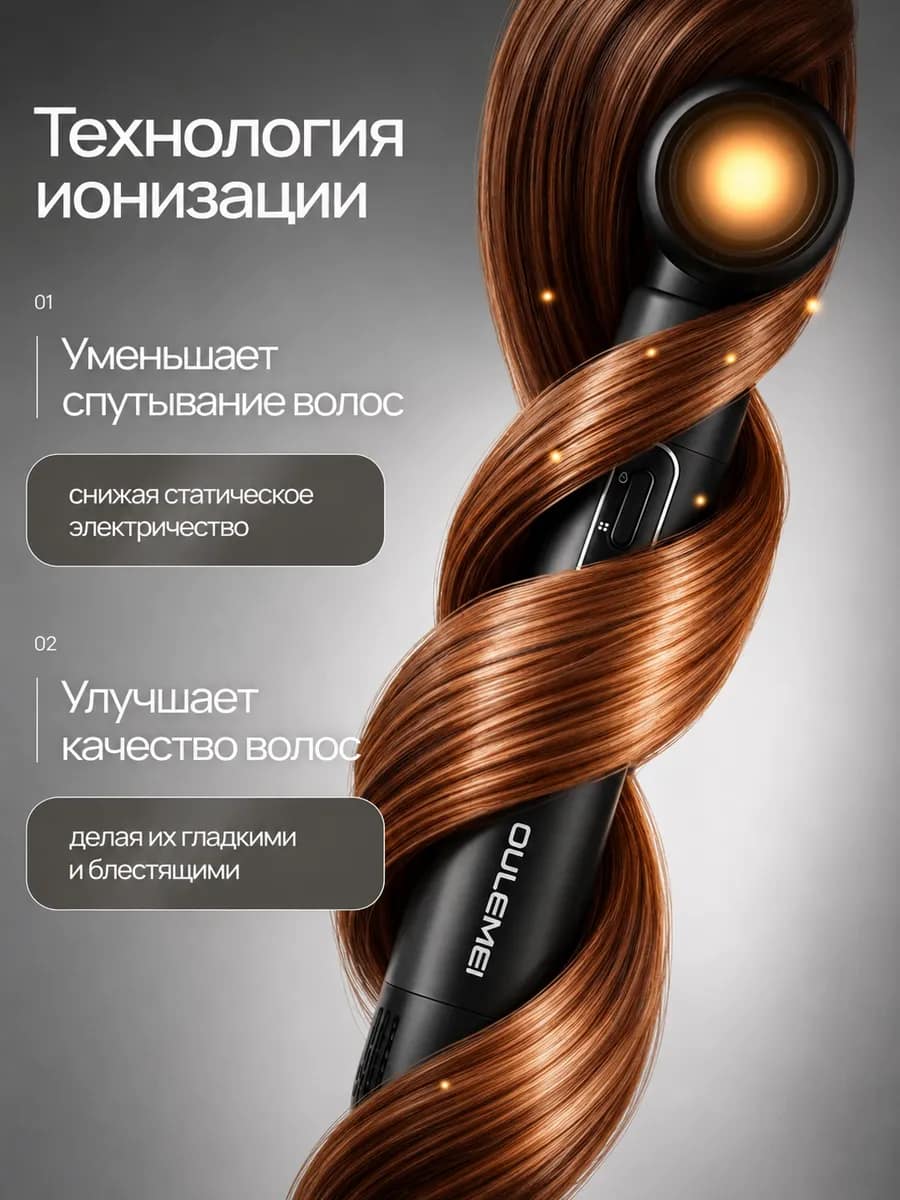 Технология
ионизации
01
Уменьшает
спутывание волос
снижая статическое
электричество
02
Улучшает
качество волос
делая их гладкими
и блестящими
OULEMEI